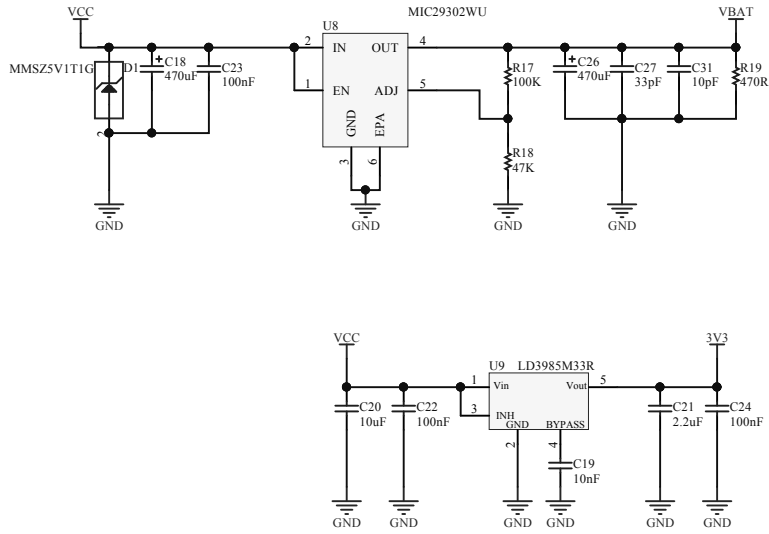 VCC
MIC29302WU
VBAT
U8
2 IN OUT 4
MMSZ5V1T1G
D1
C18
470uF
C23
100nF
1 EN ADJ 5
GND
EPA
3
6
R17
100K
C26
470uF
C27
33pF
C31
10pF
R19
470R
2
R18
47K
GND
GND
GND
GND
VCC
3V3
U9 LD3985M33R
1 Vin Vout 5
3 INH
GND
BYPASS
2
4
C20
10uF
C22
100nF
C21
2.2uF
C24
100nF
C19
10nF
GND
GND
GND
GND
GND
GND